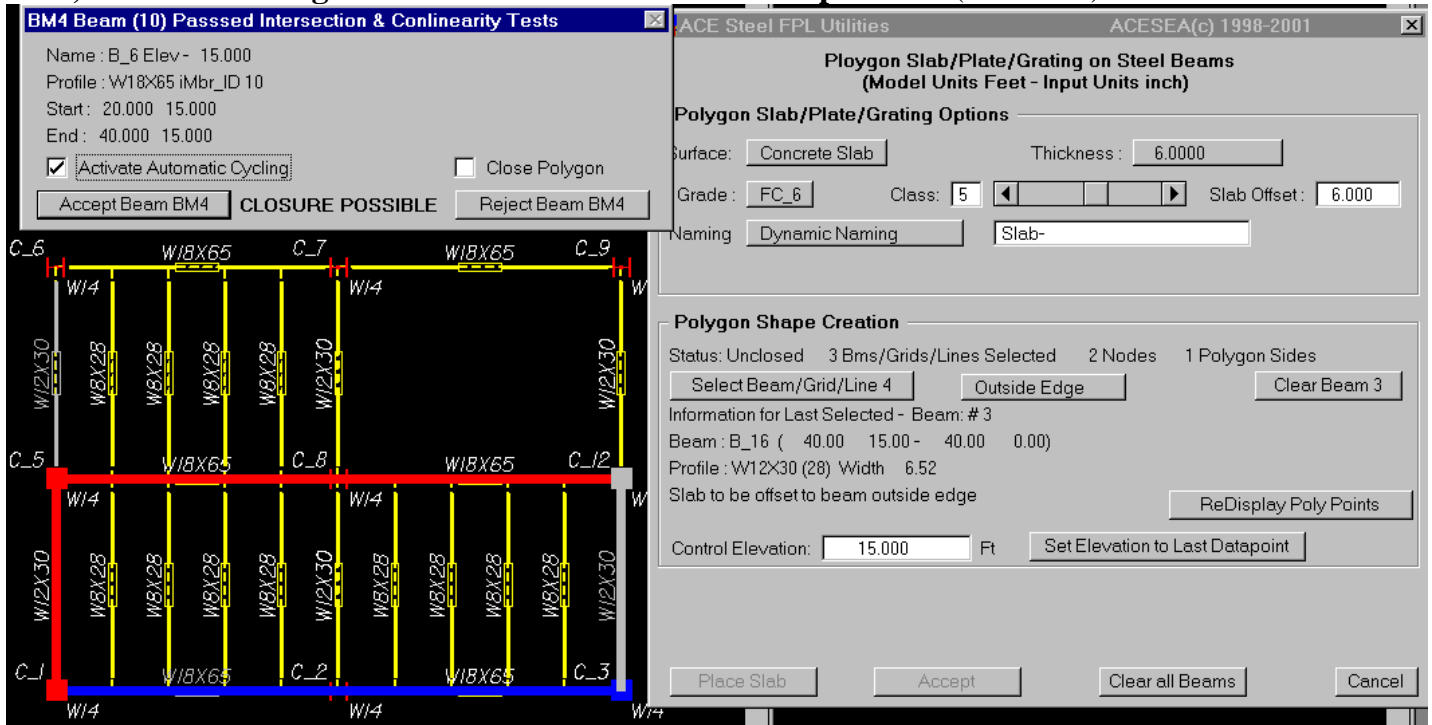 BM4 Beam (10) Passsed Intersection & Conlinearity Tests
Name : B_6 Elev - 15.000
Profile : W18X65 iMbr_ID 10
Start : 20.000 15.000
End : 40.000 15.000
Activate Automatic Cycling
Close Polygon
Accept Beam BM4
CLOSURE POSSIBLE
Reject Beam BM4
ACE Steel FPL Utilities
ACESEA(c) 1998-2001
Ploygon Slab/Plate/Grating on Steel Beams
(Model Units Feet - Input Units inch)
Polygon Slab/Plate/Grating Options
Surface: Concrete Slab Thickness : 6.0000
Grade : FC_6 Class: 5 Slab Offset : 6.000
Naming Dynamic Naming Slab-
Polygon Shape Creation
Status: Unclosed 3 Bms/Grids/Lines Selected 2 Nodes 1 Polygon Sides
Select Beam/Grid/Line 4 Outside Edge Clear Beam 3
Information for Last Selected - Beam: # 3
Beam : B_16 ( 40.00 15.00 - 40.00 0.00)
Profile : W12X30 (28) Width 6.52
Slab to be offset to beam outside edge
ReDisplay Poly Points
Control Elevation: 15.000 Ft Set Elevation to Last Datapoint
Place Slab Accept Clear all Beams Cancel
C_6 W18X65 C_7 W18X65 C_9
W14 W14 W
W12X30 W8X28 W8X28 W8X28 W8X28 W12X30 W12X30
C_5 W18X65 C_8 W18X65 C_12
W14 W14 W
W12X30 W8X28 W8X28 W8X28 W8X28 W12X30 W8X28 W8X28 W8X28 W8X28 W12X30
C_1 W18X65 C_2 W18X65 C_3
W14 W14 W14